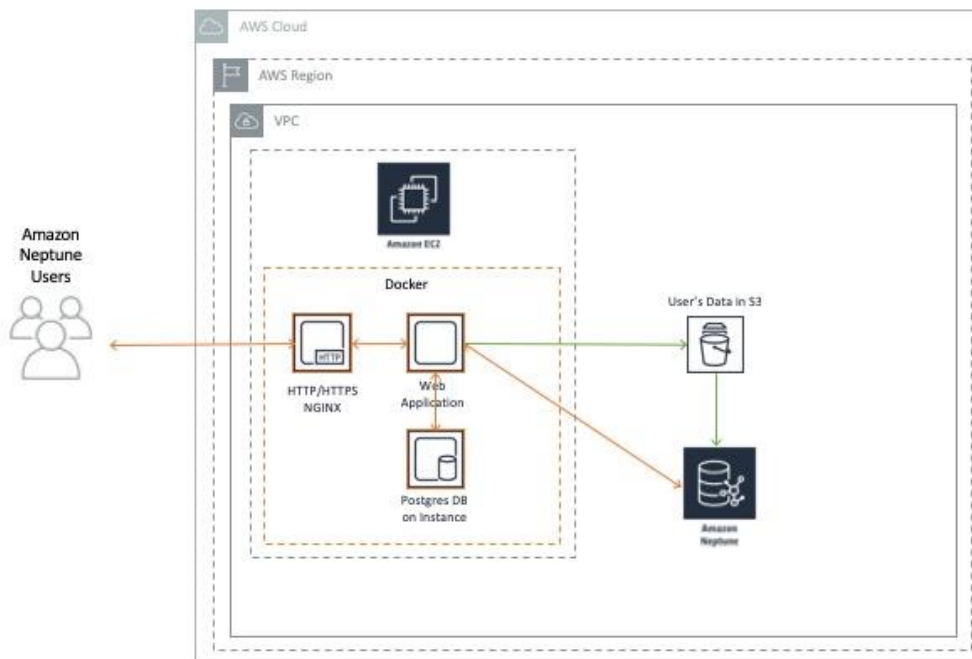 AWS Cloud
AWS Region
VPC
Amazon EC2
Amazon
Neptune
Users
Docker
User's Data in S3
HTTP
HTTP/HTTPS
NGINX
Web
Application
Postgres DB
on Instance
Amazon
Neptune